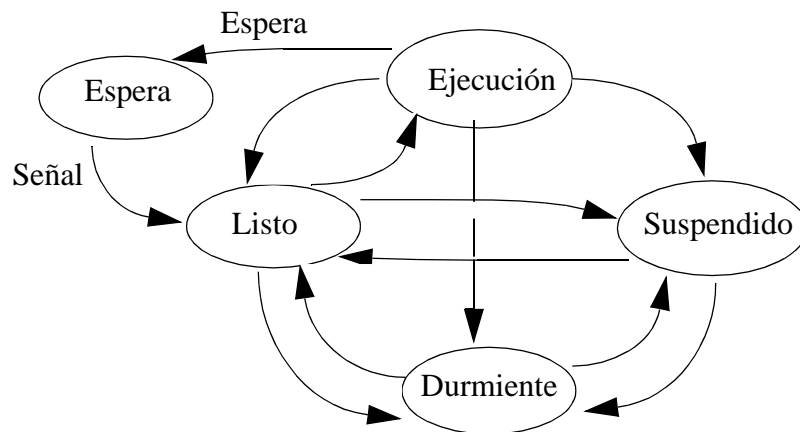 Espera
Ejecución
Espera
Señal
Listo
Suspendido
Durmiente